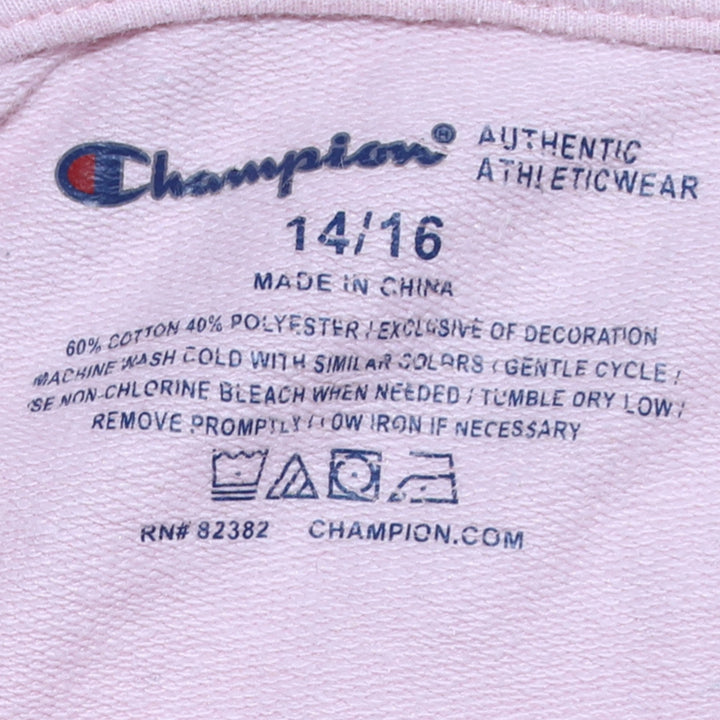 Champion® AUTHENTIC
ATHLETICWEAR
14/16
MADE IN CHINA
60% COTTON 40% POLYESTER / EXCLUSIVE OF DECORATION
MACHINE WASH COLD WITH SIMILAR COLORS / GENTLE CYCLE /
USE NON-CHLORINE BLEACH WHEN NEEDED / TUMBLE DRY LOW /
REMOVE PROMPTLY / LOW IRON IF NECESSARY
RN# 82382 CHAMPION.COM